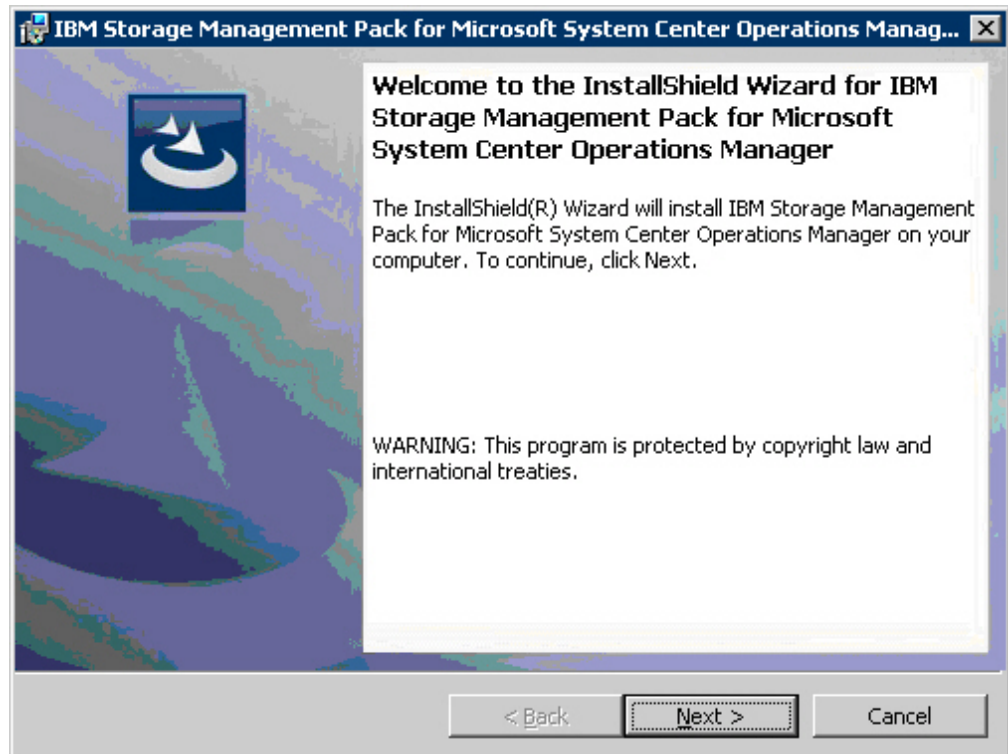 IBM Storage Management Pack for Microsoft System Center Operations Manag...
Welcome to the InstallShield Wizard for IBM
Storage Management Pack for Microsoft
System Center Operations Manager
The InstallShield(R) Wizard will install IBM Storage Management
Pack for Microsoft System Center Operations Manager on your
computer. To continue, click Next.
WARNING: This program is protected by copyright law and
international treaties.
< Back
Next >
Cancel